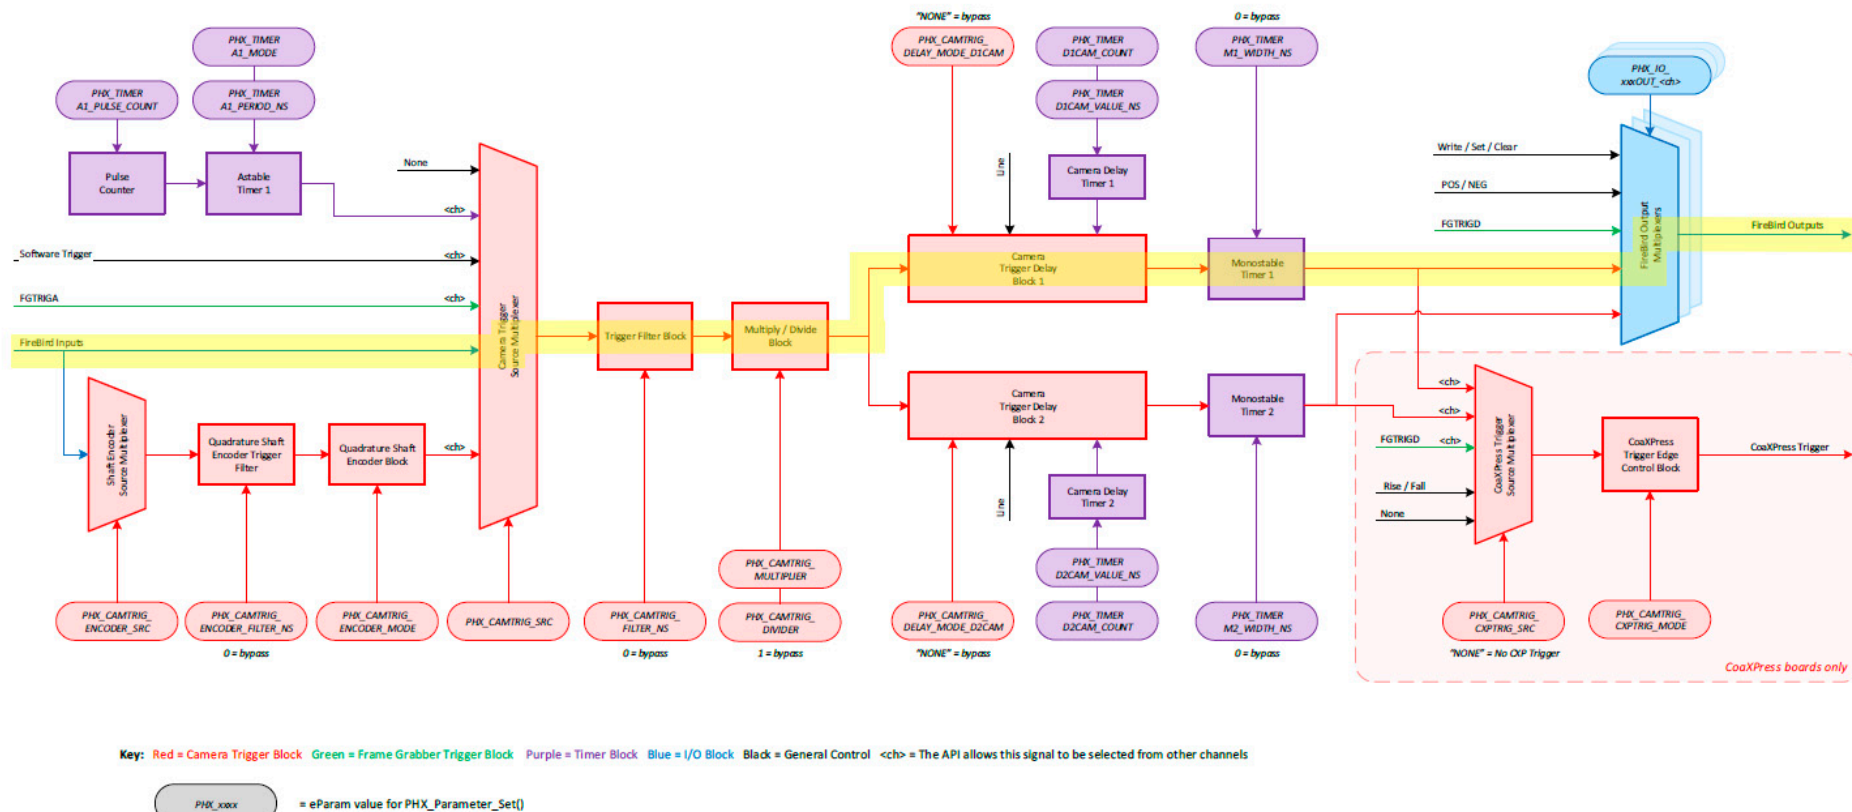 "NONE" = bypass
0 = bypass
PHX_TIMER
A1_MODE
PHX_CAMTRIG_
DELAY_MODE_D1CAM
PHX_TIMER
D1CAM_COUNT
PHX_TIMER
M1_WIDTH_NS
PHX_IO_
xxxOUT_<ch>
PHX_TIMER
A1_PULSE_COUNT
PHX_TIMER
A1_PERIOD_NS
PHX_TIMER
D1CAM_VALUE_NS
Pulse
Counter
Astable
Timer 1
None
<ch>
Line
Camera Delay
Timer 1
Write / Set / Clear
POS / NEG
FGTRIGD
FireBird Output
Multiplexers
FireBird Outputs
Software Trigger
<ch>
FGTRIGA
<ch>
FireBird Inputs
Camera Trigger
Source Multiplexer
Trigger Filter Block
Multiply / Divide
Block
Camera
Trigger Delay
Block 1
Monostable
Timer 1
Camera
Trigger Delay
Block 2
Monostable
Timer 2
Shaft Encoder
Source Multiplexer
Quadrature Shaft
Encoder Trigger
Filter
Quadrature Shaft
Encoder Block
<ch>
Line
Camera Delay
Timer 2
<ch>
<ch>
FGTRIGD
<ch>
Rise / Fall
None
CoaXPress Trigger
Source Multiplexer
CoaXPress
Trigger Edge
Control Block
CoaXPress Trigger
PHX_CAMTRIG_
MULTIPLIER
PHX_TIMER
D2CAM_VALUE_NS
PHX_CAMTRIG_
ENCODER_SRC
PHX_CAMTRIG_
ENCODER_FILTER_NS
PHX_CAMTRIG_
ENCODER_MODE
PHX_CAMTRIG_SRC
PHX_CAMTRIG_
FILTER_NS
PHX_CAMTRIG_
DIVIDER
PHX_CAMTRIG_
DELAY_MODE_D2CAM
PHX_TIMER
D2CAM_COUNT
PHX_TIMER
M2_WIDTH_NS
PHX_CAMTRIG_
CXPTRIG_SRC
PHX_CAMTRIG_
CXPTRIG_MODE
0 = bypass
0 = bypass
1 = bypass
"NONE" = bypass
0 = bypass
"NONE" = No CXP Trigger
CoaXPress boards only
Key: Red = Camera Trigger Block Green = Frame Grabber Trigger Block Purple = Timer Block Blue = I/O Block Black = General Control <ch> = The API allows this signal to be selected from other channels
PHX_xxxx
= eParam value for PHX_Parameter_Set()